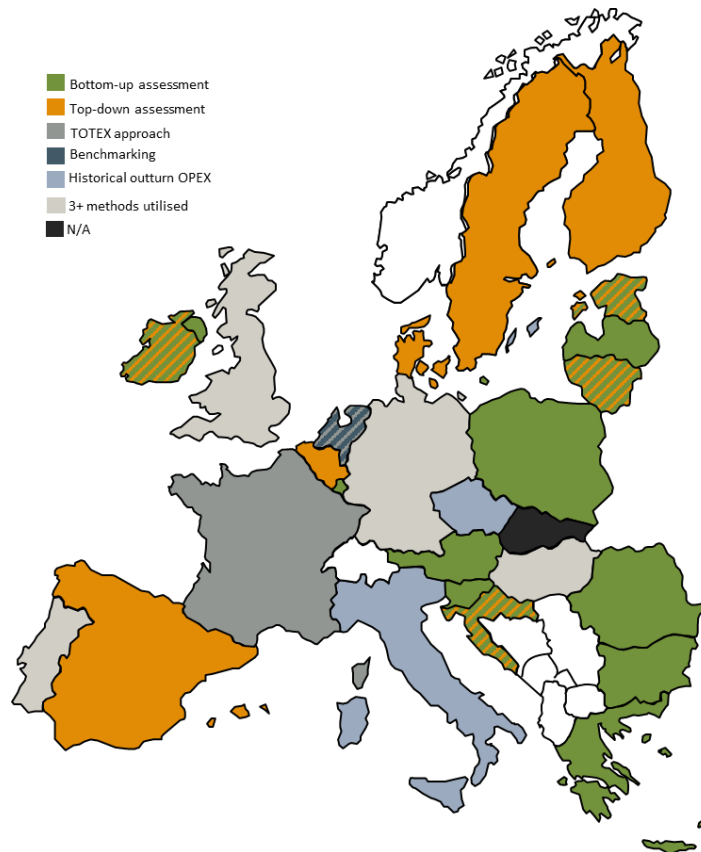 Bottom-up assessment
Top-down assessment
TOTEX approach
Benchmarking
Historical outturn OPEX
3+ methods utilised
N/A